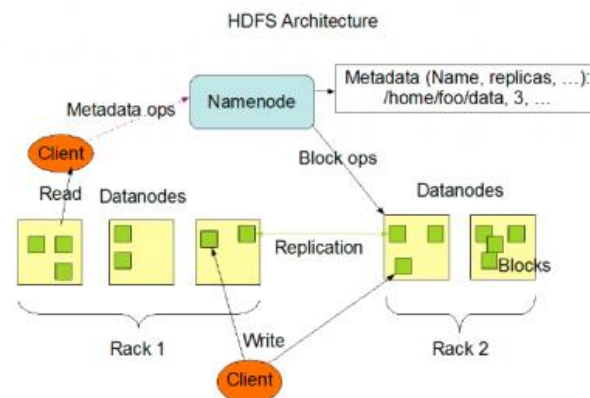 HDFS Architecture
Metadata (Name, replicas, ...):
/home/foo/data, 3, ...
Namenode
Metadata ops
Client
Block ops
Read
Datanodes
Datanodes
Replication
Blocks
Rack 1
Write
Rack 2
Client